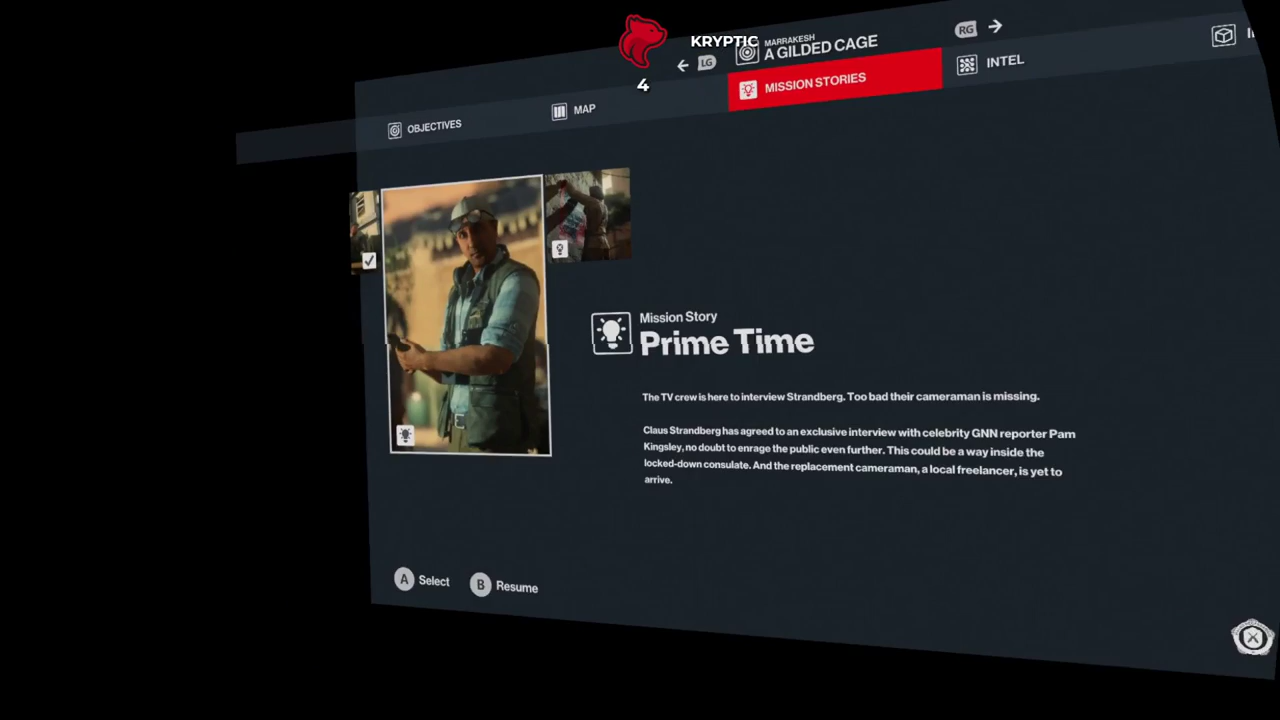 KRYPTIC
4
MARRAKESH
A GILDED CAGE
LG
RG
OBJECTIVES
MAP
MISSION STORIES
INTEL
Mission Story
Prime Time
The TV crew is here to interview Strandberg. Too bad their cameraman is missing.
Claus Strandberg has agreed to an exclusive interview with celebrity GNN reporter Pam
Kingsley, no doubt to enrage the public even further. This could be a way inside the
locked-down consulate. And the replacement cameraman, a local freelancer, is yet to
arrive.
A Select
B Resume